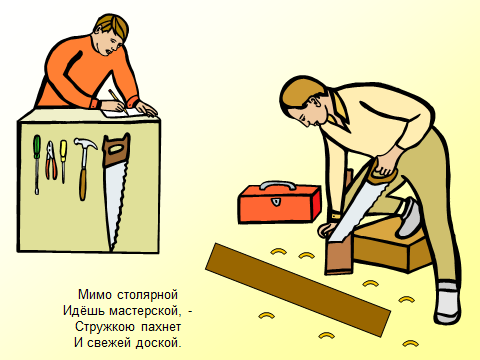 Мимо столярной
Идёшь мастерской, -
Стружкою пахнет
И свежей доской.